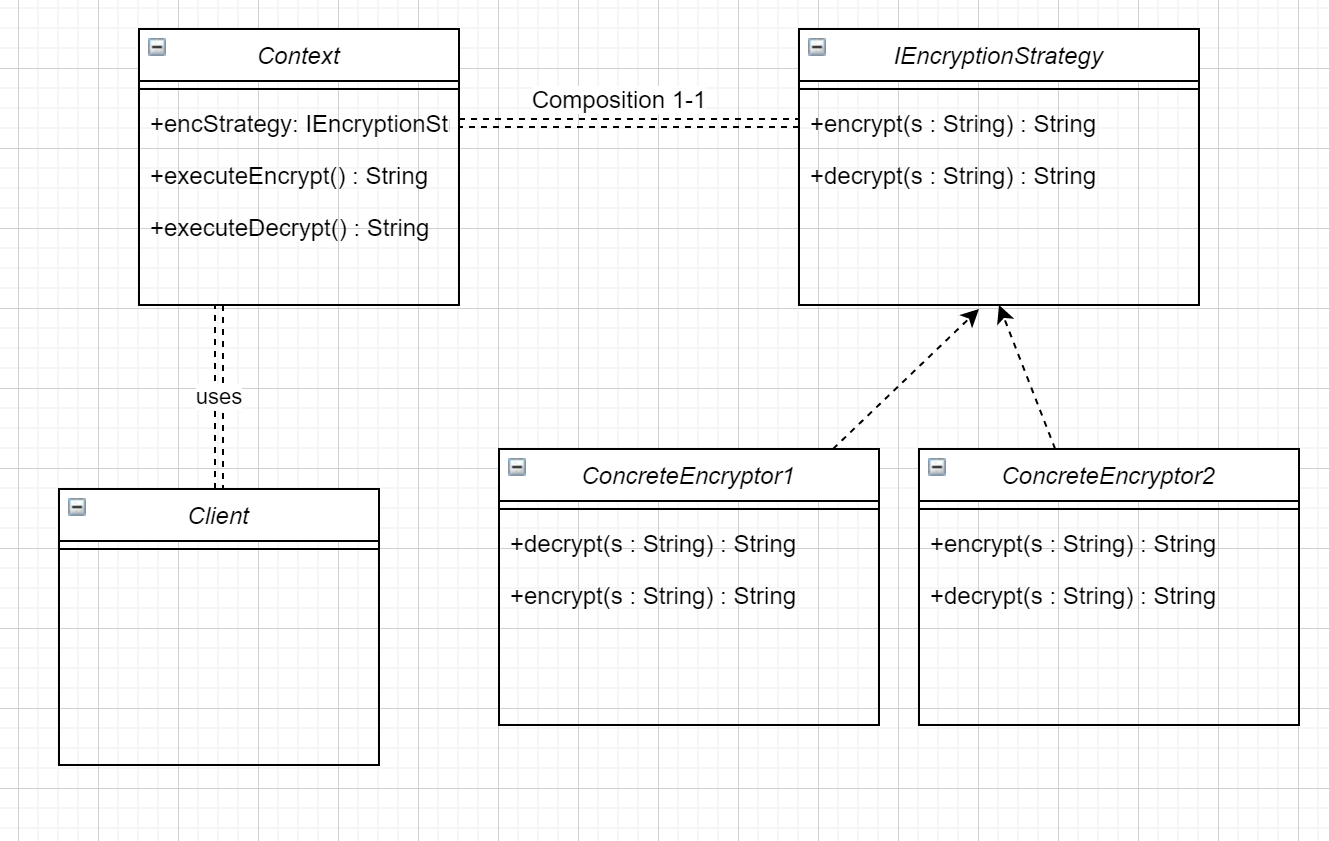 Context
+encStrategy: IEncryptionSt
+executeEncrypt() : String
+executeDecrypt() : String
Composition 1-1
IEncryptionStrategy
+encrypt(s : String) : String
+decrypt(s : String) : String
uses
Client
ConcreteEncryptor1
+decrypt(s : String) : String
+encrypt(s : String) : String
ConcreteEncryptor2
+encrypt(s : String) : String
+decrypt(s : String) : String